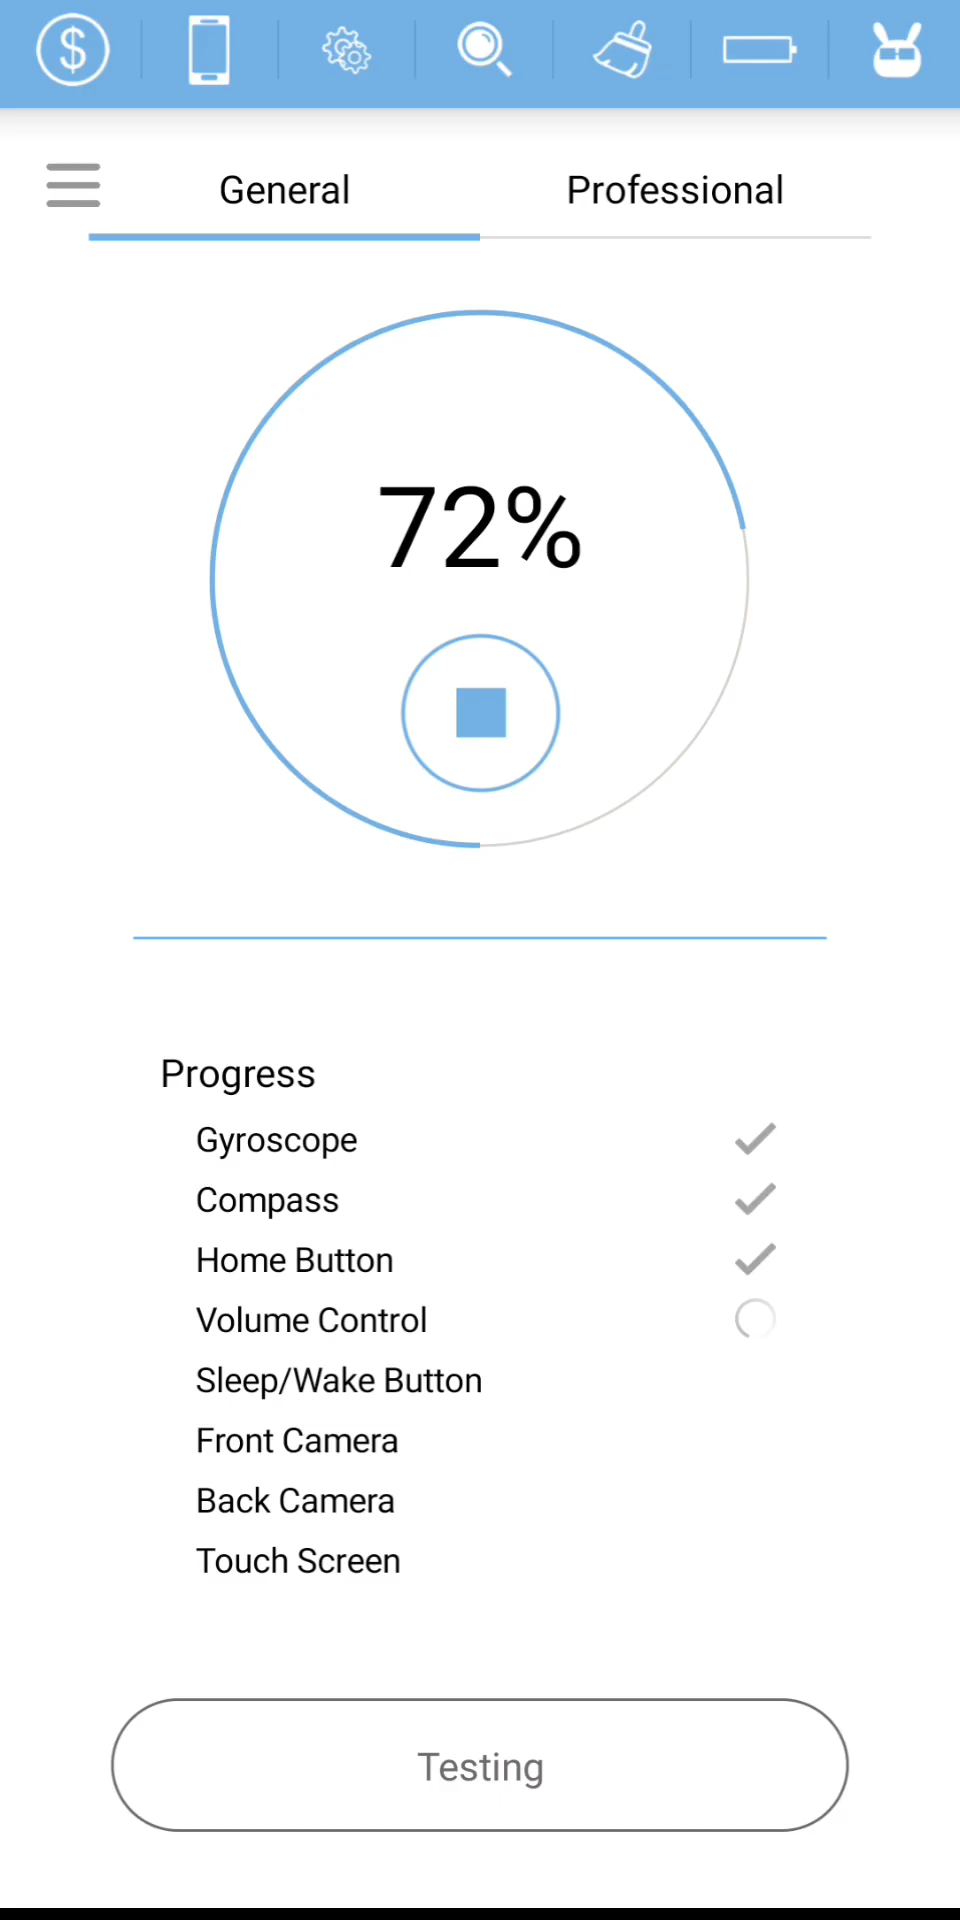 $
General
Professional
72%
Progress
Gyroscope
Compass
Home Button
Volume Control
Sleep/Wake Button
Front Camera
Back Camera
Touch Screen
Testing